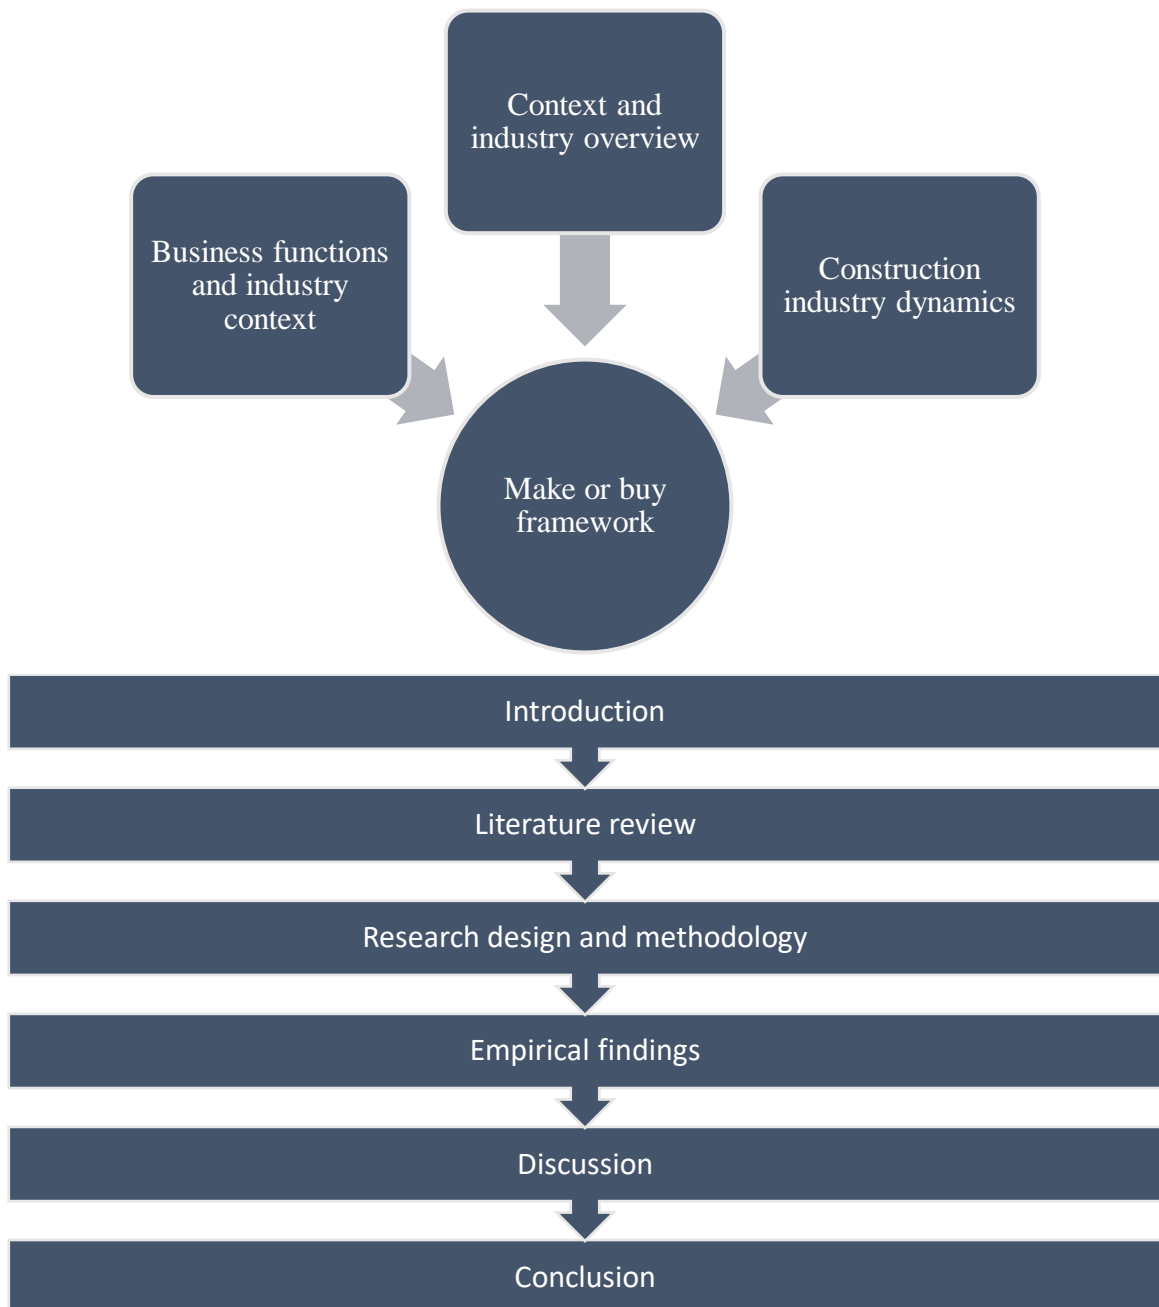 Context and
industry overview
Business functions
and industry
context
Construction
industry dynamics
Make or buy
framework
Introduction
Literature review
Research design and methodology
Empirical findings
Discussion
Conclusion